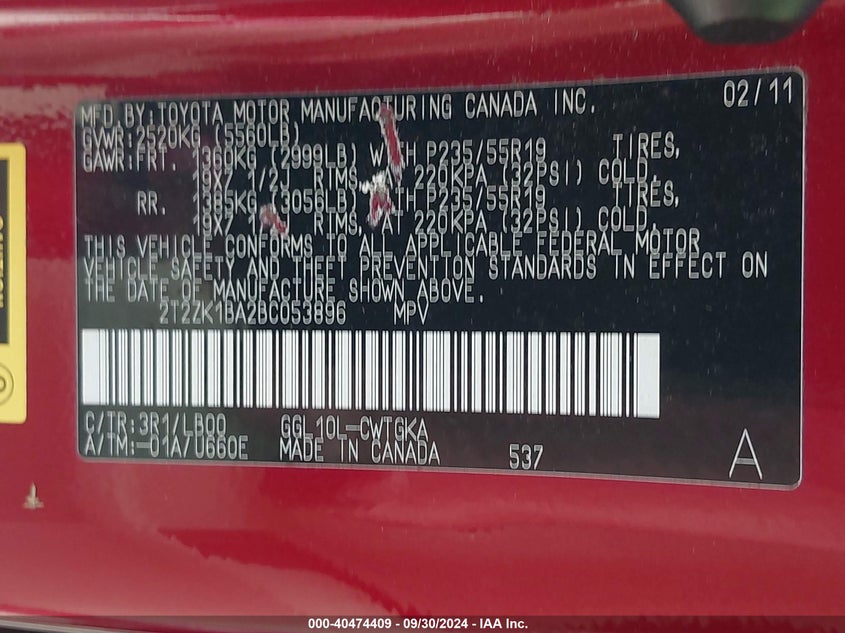 MFD.BY:TOYOTA MOTOR MANUFACTURING CANADA INC. 02/11
GVWR:2520KG (5560LB)
GAWR:FRT. 1360KG (2999LB) WITH P235/55R19 TIRES,
19X7 1/2J RIMS, AT 220KPA (32PSI) COLD.
RR. 1385KG (3056LB) WITH P235/55R19 TIRES,
19X7 RIMS, AT 220KPA (32PSI) COLD.
THIS VEHICLE CONFORMS TO ALL APPLICABLE FEDERAL MOTOR
VEHICLE SAFETY AND THEFT PREVENTION STANDARDS IN EFFECT ON
THE DATE OF MANUFACTURE SHOWN ABOVE.
2T2ZK1BA2BC053896 MPV
C/TR:3R1/LB00 GGL10L-CWTGKA
A/TM:-01A/U660E MADE IN CANADA 537 A
000-40474409 - 09/30/2024 - IAA Inc.